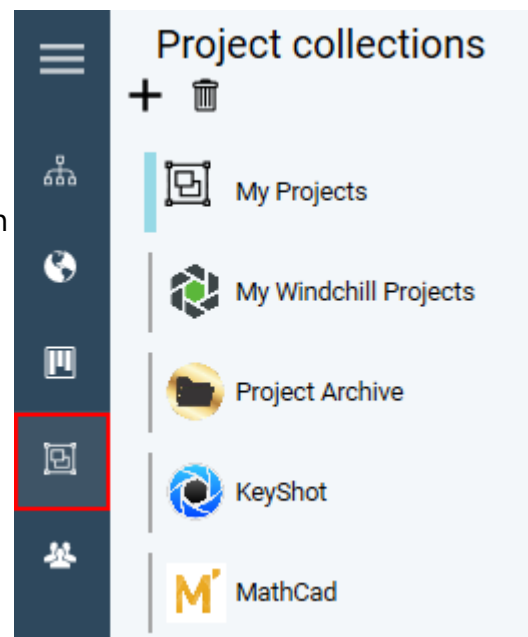 Project collections
My Projects
n
My Windchill Projects
Project Archive
KeyShot
M MathCad